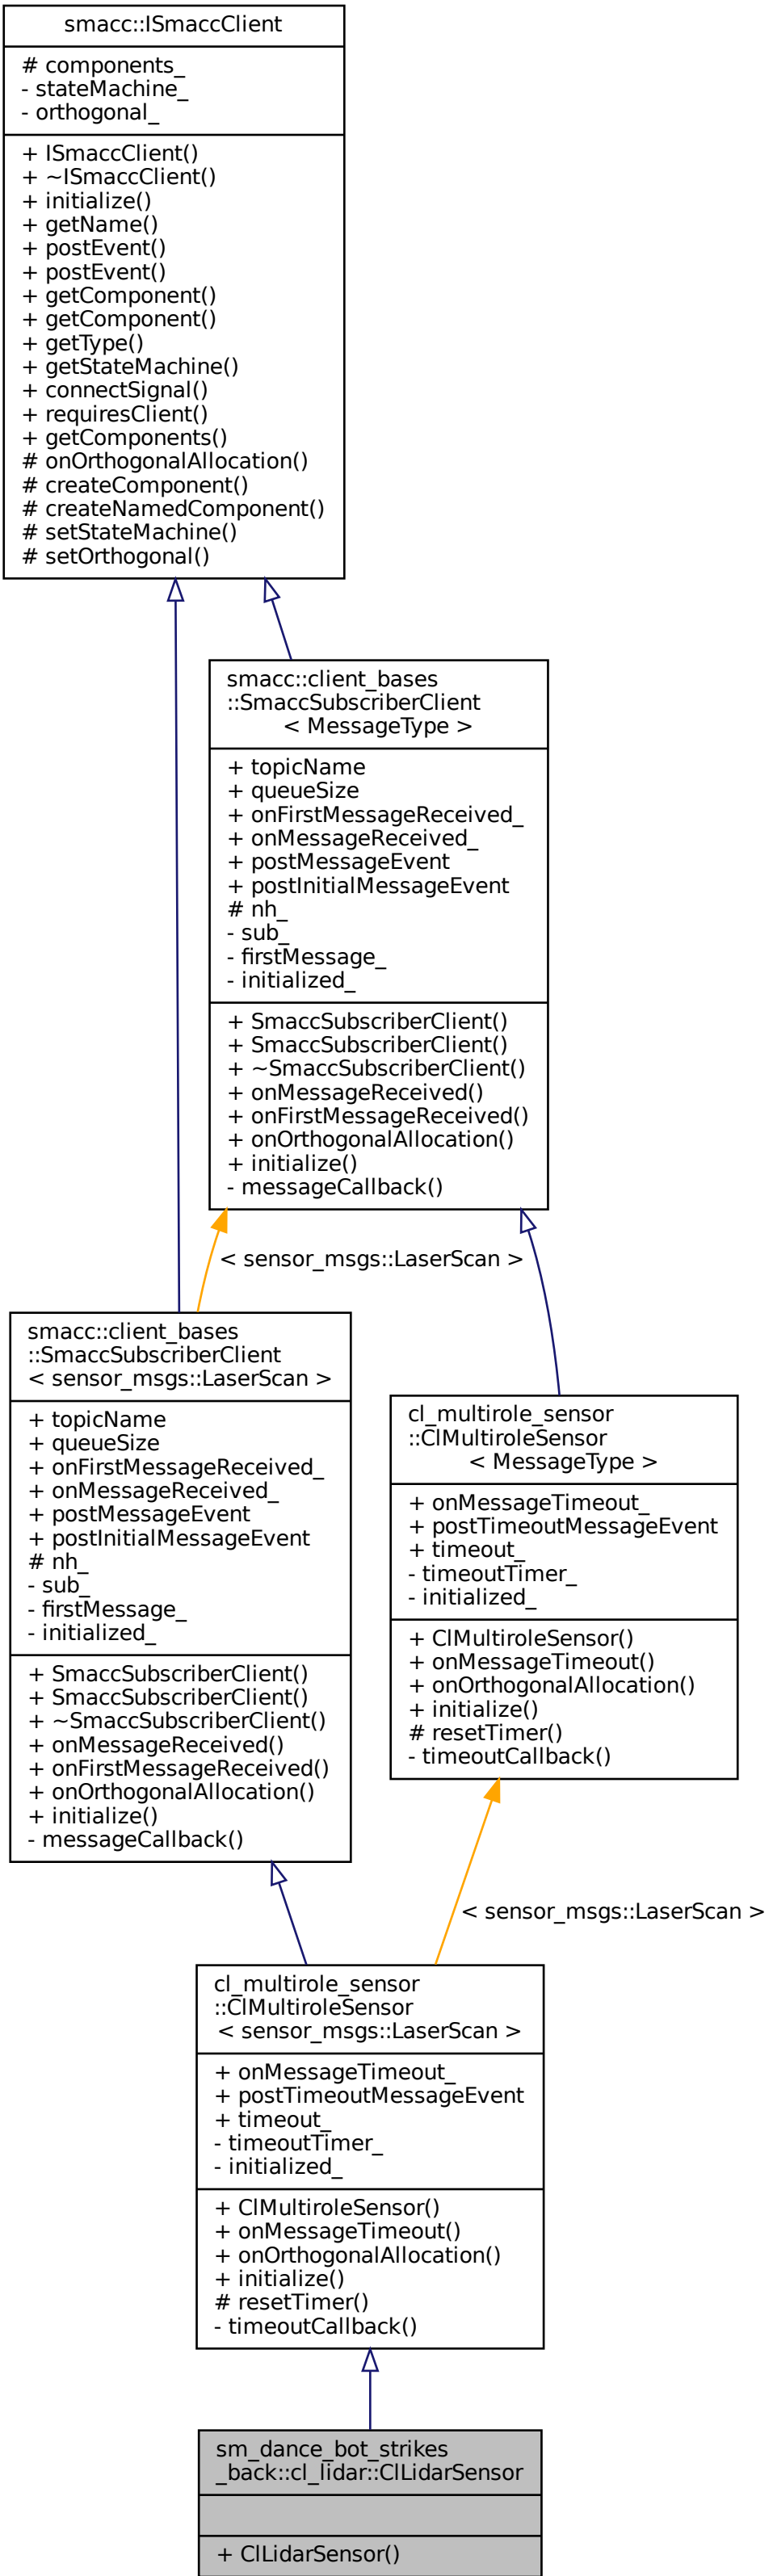 smacc::ISmaccClient
# components_
- stateMachine_
- orthogonal_
+ ISmaccClient()
+ ~ISmaccClient()
+ initialize()
+ getName()
+ postEvent()
+ postEvent()
+ getComponent()
+ getComponent()
+ getType()
+ getStateMachine()
+ connectSignal()
+ requiresClient()
+ getComponents()
# onOrthogonalAllocation()
# createComponent()
# createNamedComponent()
# setStateMachine()
# setOrthogonal()
smacc::client_bases
::SmaccSubscriberClient
< MessageType >
+ topicName
+ queueSize
+ onFirstMessageReceived_
+ onMessageReceived_
+ postMessageEvent
+ postInitialMessageEvent
# nh_
- sub_
- firstMessage_
- initialized_
+ SmaccSubscriberClient()
+ SmaccSubscriberClient()
+ ~SmaccSubscriberClient()
+ onMessageReceived()
+ onFirstMessageReceived()
+ onOrthogonalAllocation()
+ initialize()
- messageCallback()
< sensor_msgs::LaserScan >
smacc::client_bases
::SmaccSubscriberClient
< sensor_msgs::LaserScan >
+ topicName
+ queueSize
+ onFirstMessageReceived_
+ onMessageReceived_
+ postMessageEvent
+ postInitialMessageEvent
# nh_
- sub_
- firstMessage_
- initialized_
+ SmaccSubscriberClient()
+ SmaccSubscriberClient()
+ ~SmaccSubscriberClient()
+ onMessageReceived()
+ onFirstMessageReceived()
+ onOrthogonalAllocation()
+ initialize()
- messageCallback()
cl_multirole_sensor
::ClMultiroleSensor
< MessageType >
+ onMessageTimeout_
+ postTimeoutMessageEvent
+ timeout_
- timeoutTimer_
- initialized_
+ ClMultiroleSensor()
+ onMessageTimeout()
+ onOrthogonalAllocation()
+ initialize()
# resetTimer()
- timeoutCallback()
< sensor_msgs::LaserScan >
cl_multirole_sensor
::ClMultiroleSensor
< sensor_msgs::LaserScan >
+ onMessageTimeout_
+ postTimeoutMessageEvent
+ timeout_
- timeoutTimer_
- initialized_
+ ClMultiroleSensor()
+ onMessageTimeout()
+ onOrthogonalAllocation()
+ initialize()
# resetTimer()
- timeoutCallback()
sm_dance_bot_strikes
_back::cl_lidar::ClLidarSensor
+ ClLidarSensor()